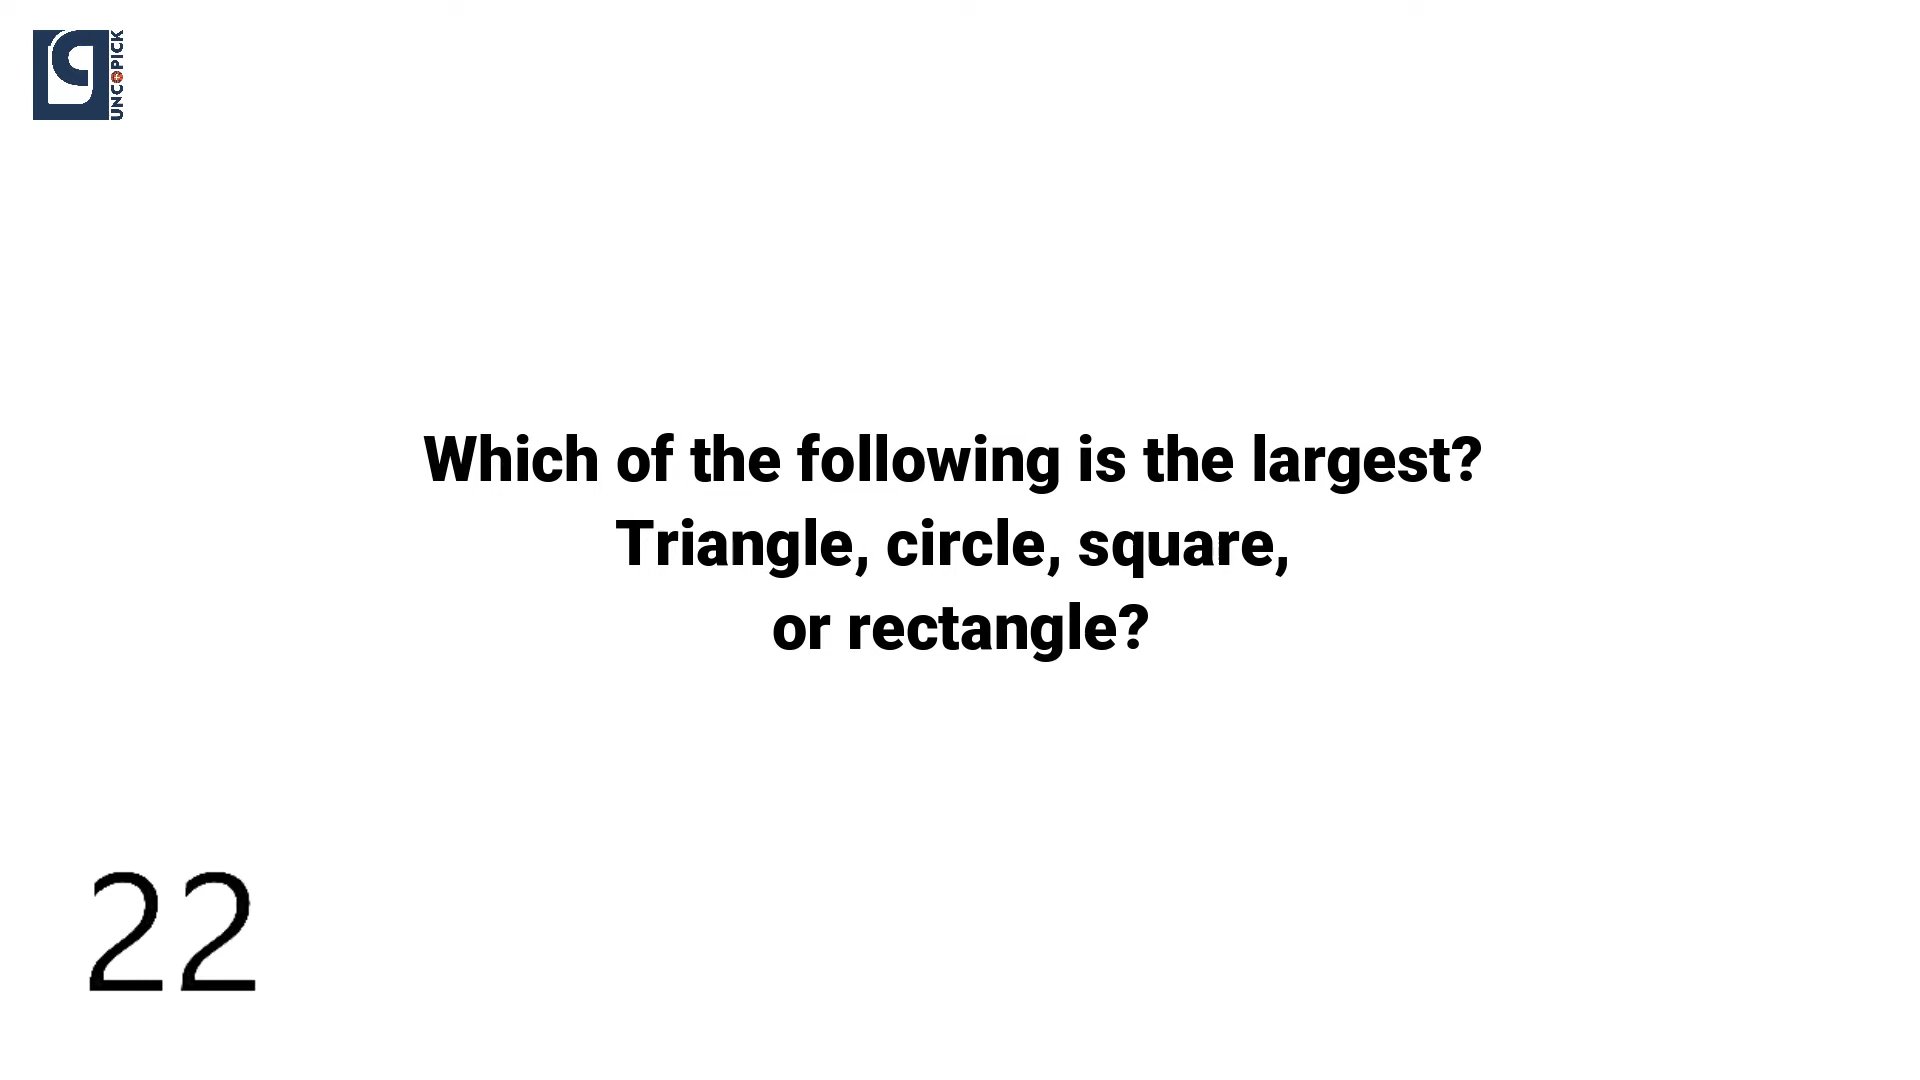 UNCOPICK
Which of the following is the largest?
Triangle, circle, square,
or rectangle?
22